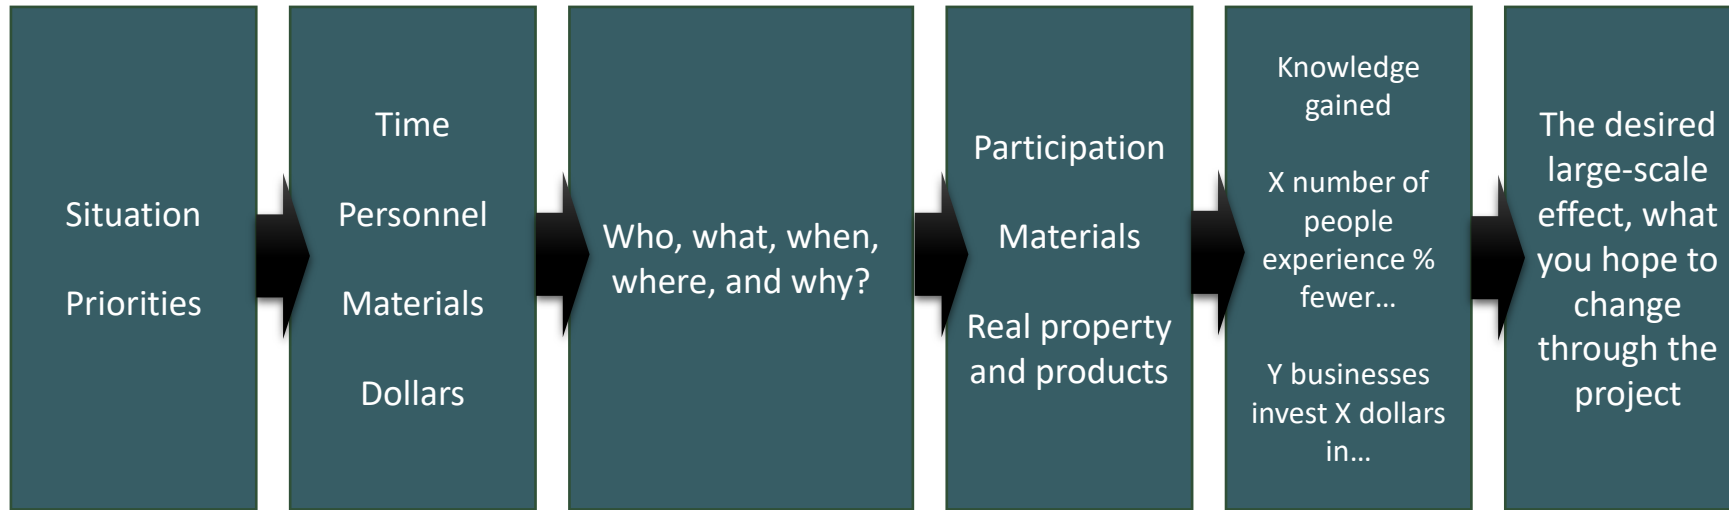 Situation
Priorities
Time
Personnel
Materials
Dollars
Who, what, when,
where, and why?
Participation
Materials
Real property
and products
Knowledge
gained
X number of
people
experience %
fewer…
Y businesses
invest X dollars
in…
The desired
large-scale
effect, what
you hope to
change
through the
project